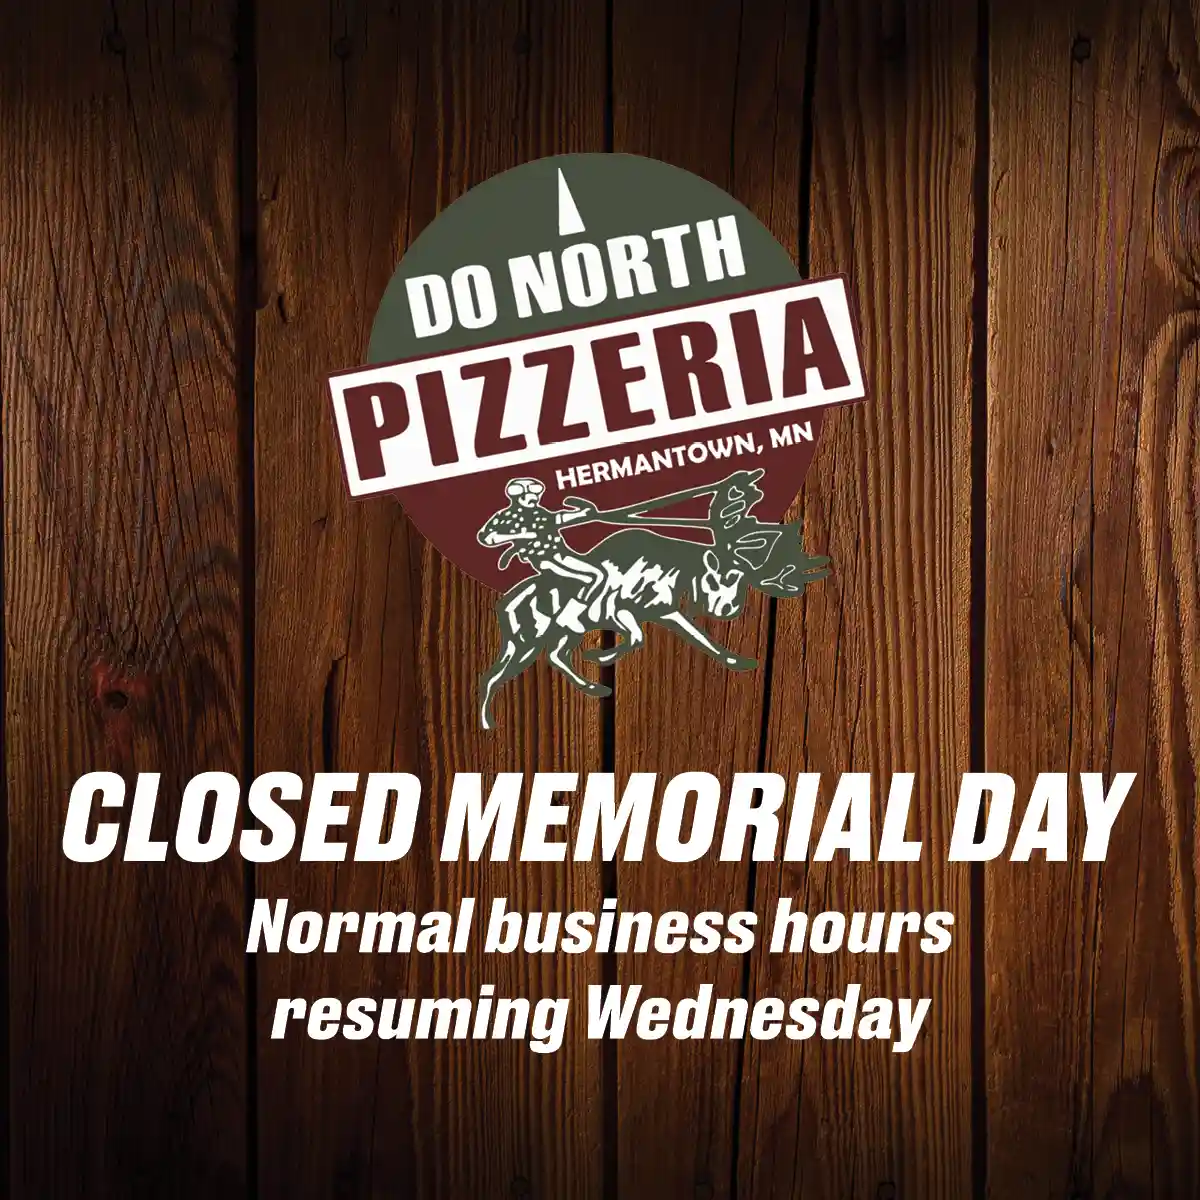 DO NORTH
PIZZERIA
HERMANTOWN, MN
CLOSED MEMORIAL DAY
Normal business hours
resuming Wednesday